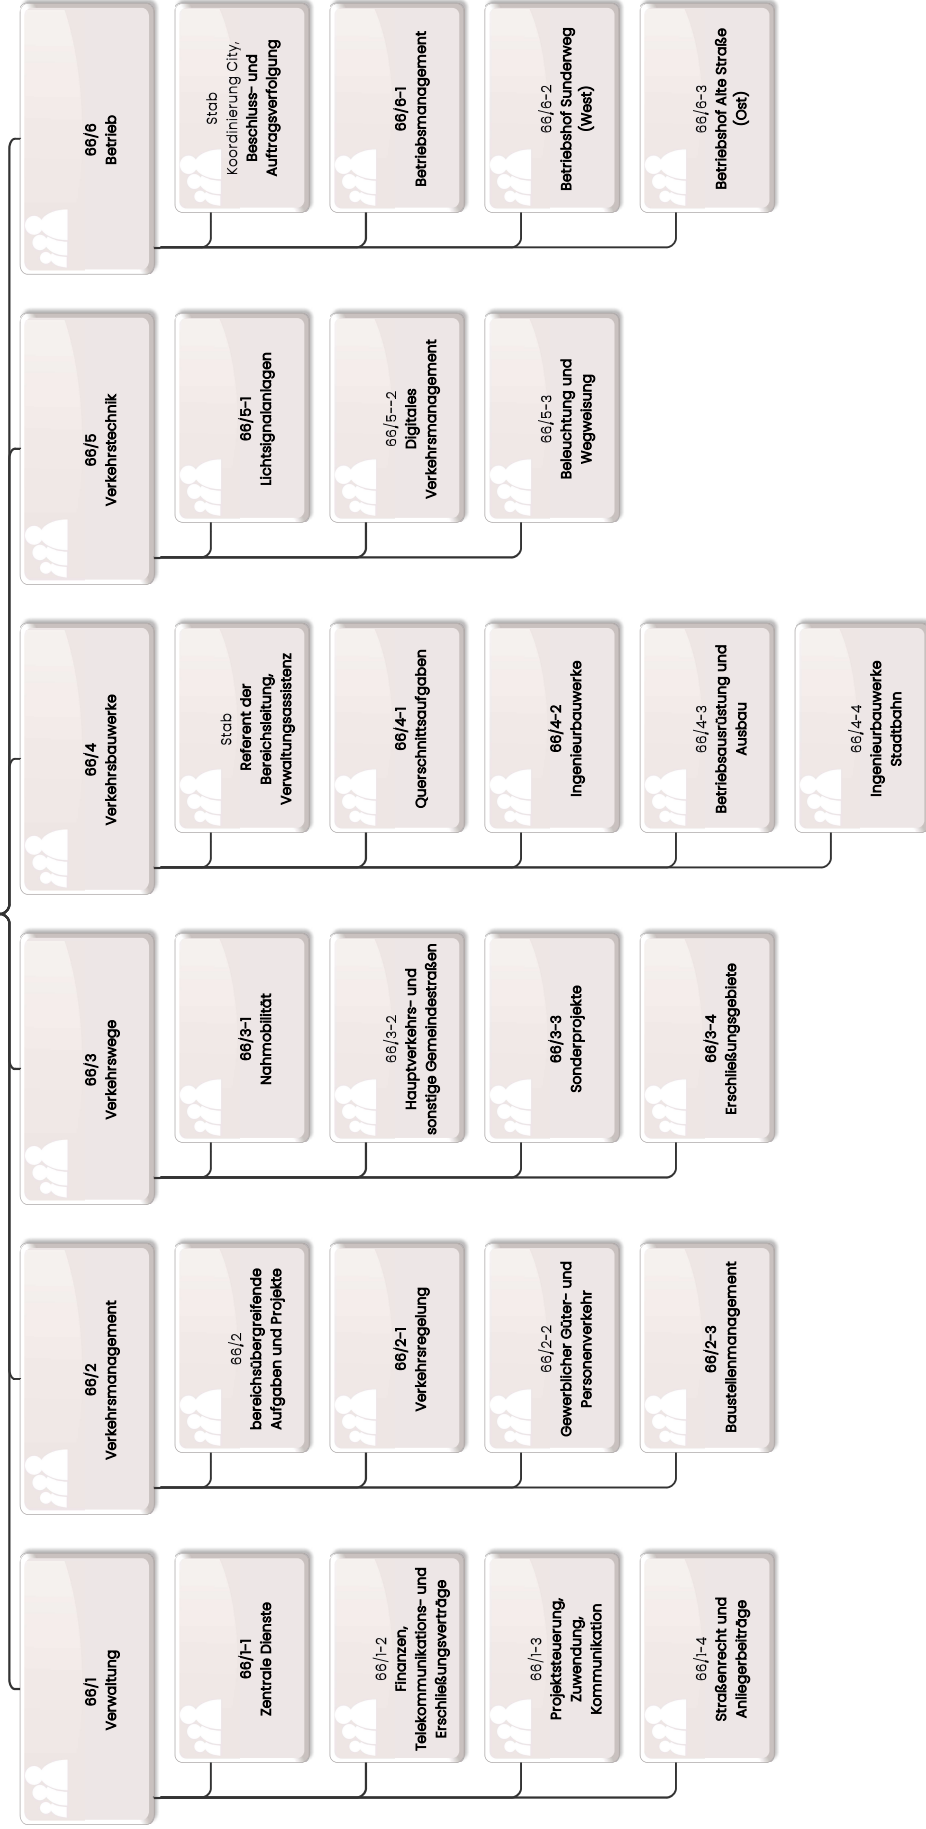 66/1
Verwaltung
66/1-1
Zentrale Dienste
66/1-2
Finanzen,
Telekommunikations- und
Erschließungsverträge
66/1-3
Projektsteuerung,
Zuwendung,
Kommunikation
66/1-4
Straßenrecht und
Anliegerbeiträge
66/2
Verkehrsmanagement
66/2
bereichsübergreifende
Aufgaben und Projekte
66/2-1
Verkehrsregelung
66/2-2
Gewerblicher Güter- und
Personenverkehr
66/2-3
Baustellenmanagement
66/3
Verkehrswege
66/3-1
Nahmobilität
66/3-2
Hauptverkehrs- und
sonstige Gemeindestraßen
66/3-3
Sonderprojekte
66/3-4
Erschließungsgebiete
66/4
Verkehrsbauwerke
Stab
Referent der
Bereichsleitung,
Verwaltungsassistenz
66/4-1
Querschnittsaufgaben
66/4-2
Ingenieurbauwerke
66/4-3
Betriebsausrüstung und
Ausbau
66/4-4
Ingenieurbauwerke
Stadtbahn
66/5
Verkehrstechnik
66/5-1
Lichtsignalanlagen
66/5--2
Digitales
Verkehrsmanagement
66/5-3
Beleuchtung und
Wegweisung
66/6
Betrieb
Stab
Koordinierung City,
Beschluss- und
Auftragsverfolgung
66/6-1
Betriebsmanagement
66/6-2
Betriebshof Sunderweg
(West)
66/6-3
Betriebshof Alte Straße
(Ost)